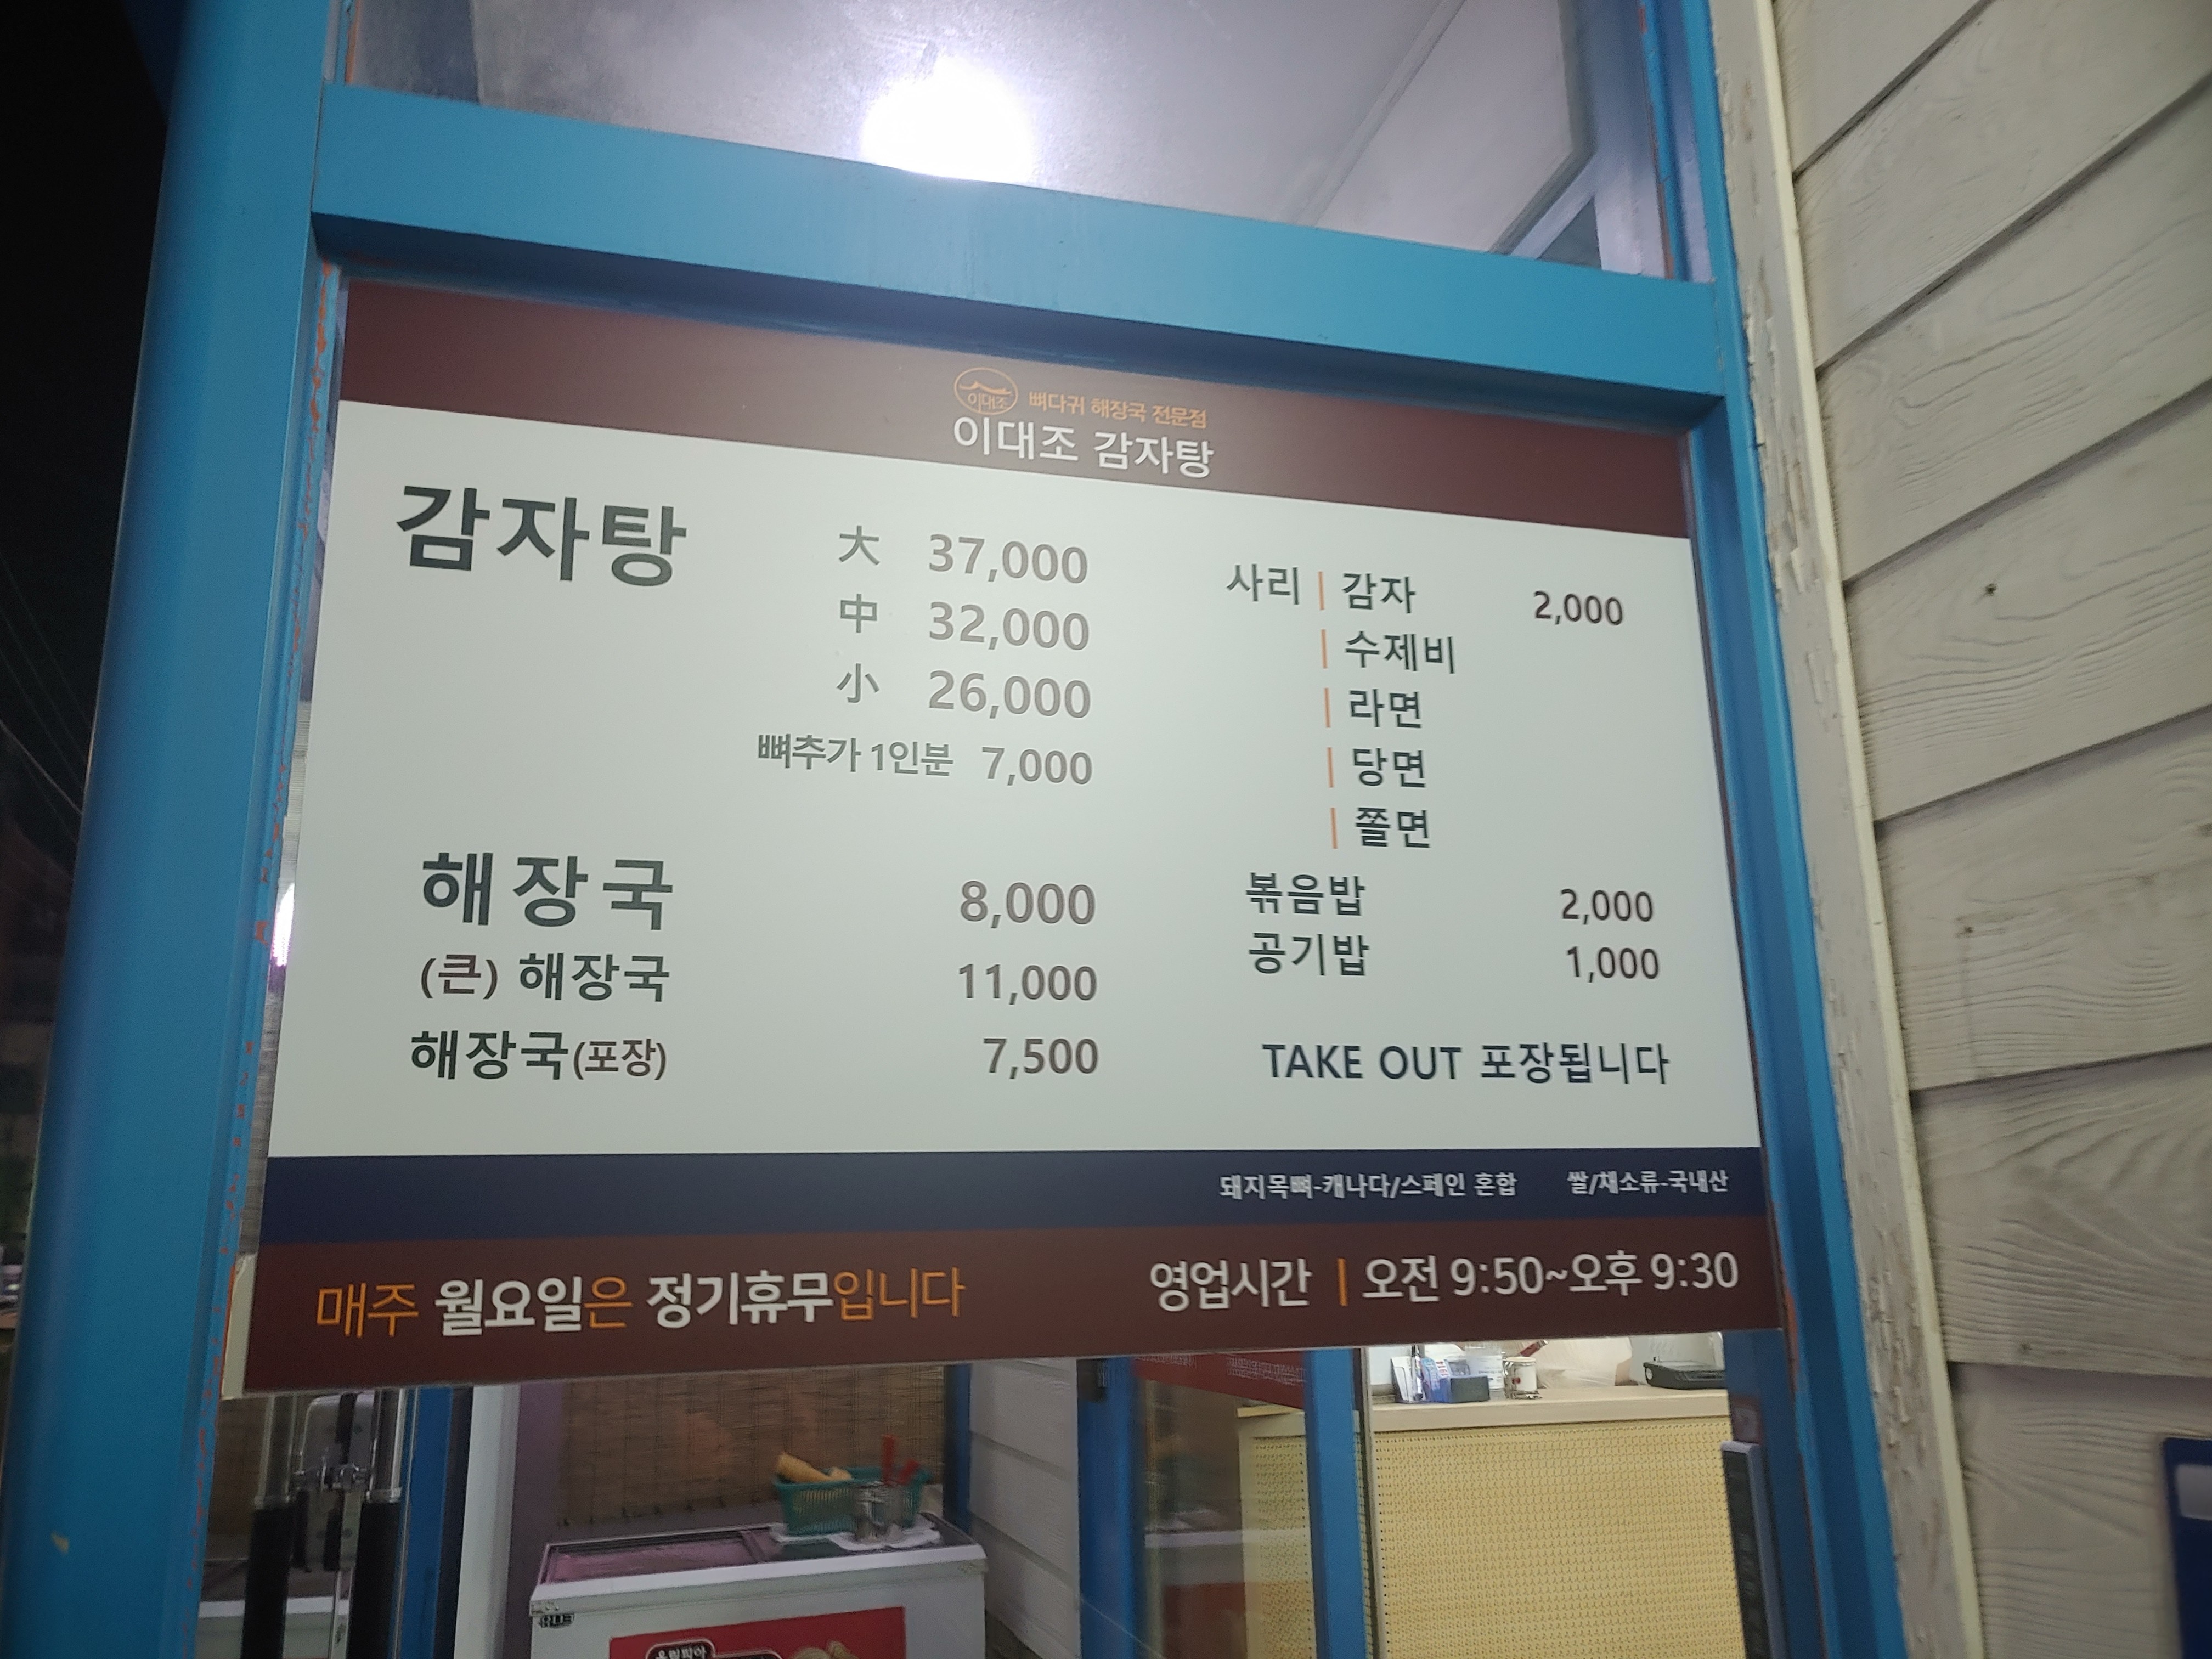 이대조
뼈다귀 해장국 전문점
이대조 감자탕
감자탕
大 37,000
中 32,000
小 26,000
뼈추가 1인분 7,000
해장국 8,000
(큰) 해장국 11,000
해장국(포장) 7,500
사리 | 감자 2,000
| 수제비
| 라면
| 당면
| 쫄면
볶음밥 2,000
공기밥 1,000
TAKE OUT 포장됩니다
돼지목뼈-캐나다/스페인 혼합 쌀/채소류-국내산
매주 월요일은 정기휴무입니다
영업시간 | 오전 9:50~오후 9:30